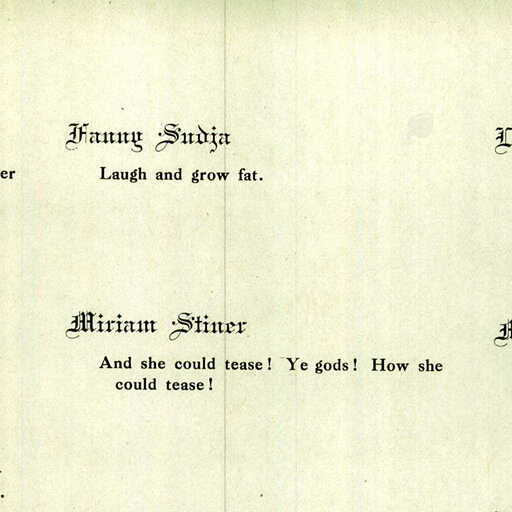 Fanny Sudja
er
Laugh and grow fat.
Miriam Stiner
And she could tease! Ye gods! How she
could tease!